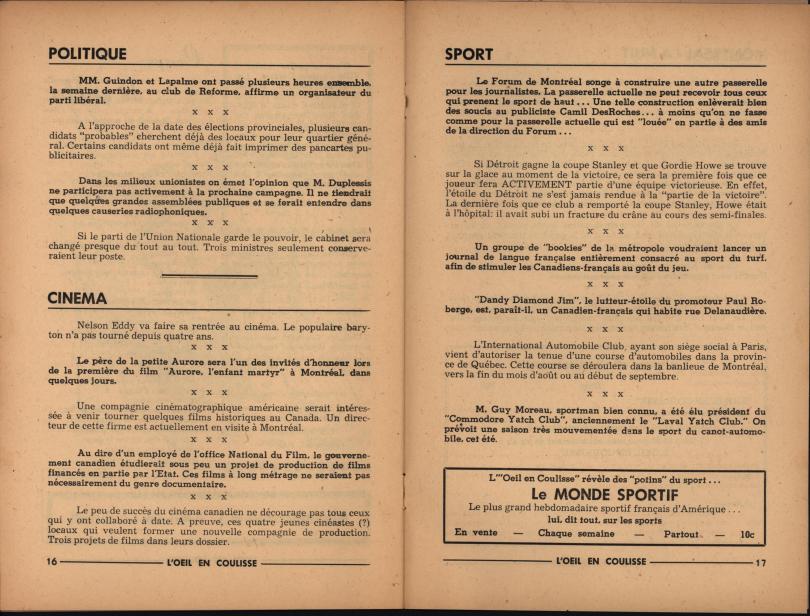 POLITIQUE
MM. Guindon et Lapalme ont passé plusieurs heures ensemble,
la semaine dernière, au club de Reforme, affirme un organisateur du
parti libéral.
x x x
A l'approche de la date des élections provinciales, plusieurs can-
didats "probables" cherchent déjà des locaux pour leur quartier géné-
ral. Certains candidats ont même déjà fait imprimer des pancartes pu-
blicitaires.
x x x
Dans les milieux unionistes on émet l'opinion que M. Duplessis
ne participera pas activement à la prochaine campagne. Il ne tiendrait
que quelques grandes assemblées publiques et se ferait entendre dans
quelques causeries radiophoniques.
x x x
Si le parti de l'Union Nationale garde le pouvoir, le cabinet sera
changé presque du tout au tout. Trois ministres seulement conserve-
raient leur poste.
CINEMA
Nelson Eddy va faire sa rentrée au cinéma. Le populaire bary-
ton n'a pas tourné depuis quatre ans.
x x x
Le père de la petite Aurore sera l'un des invités d'honneur lors
de la première du film "Aurore, l'enfant martyr" à Montréal, dans
quelques jours.
x x x
Une compagnie cinématographique américaine serait intéres-
sée à venir tourner quelques films historiques au Canada. Un direc-
teur de cette firme est actuellement en visite à Montréal.
x x x
Au dire d'un employé de l'office National du Film, le gouverne-
ment canadien étudierait sous peu un projet de production de films
financés en partie par l'Etat. Ces films à long métrage ne seraient pas
nécessairement du genre documentaire.
x x x
Le peu de succès du cinéma canadien ne décourage pas tous ceux
qui y ont collaboré à date. A preuve, ces quatre jeunes cinéastes (?)
locaux qui veulent former une nouvelle compagnie de production.
Trois projets de films dans leurs dossier.
16 L'OEIL EN COULISSE
SPORT
Le Forum de Montréal songe à construire une autre passerelle
pour les journalistes. La passerelle actuelle ne peut recevoir tous ceux
qui prenent le sport de haut... Une telle construction enlèverait bien
des soucis au publiciste Camil DesRoches... à moins qu'on ne fasse
comme pour la passerelle actuelle qui est "louée" en partie à des amis
de la direction du Forum...
x x x
Si Détroit gagne la coupe Stanley et que Gordie Howe se trouve
sur la glace au moment de la victoire, ce sera la première fois que ce
joueur fera ACTIVEMENT partie d'une équipe victorieuse. En effet,
l'étoile du Détroit ne s'est jamais rendue à la "partie de la victoire".
La dernière fois que ce club a remporté la coupe Stanley, Howe était
à l'hôpital: il avait subi un fracture du crâne au cours des semi-finales.
x x x
Un groupe de "bookies" de la métropole voudraient lancer un
journal de langue française entièrement consacré au sport du turf,
afin de stimuler les Canadiens-français au goût du jeu.
x x x
"Dandy Diamond Jim", le lutteur-étoile du promoteur Paul Ro-
berge, est, paraît-il, un Canadien-français qui habite rue Delanaudière.
x x x
L'International Automobile Club, ayant son siège social à Paris,
vient d'autoriser la tenue d'une course d'automobiles dans la provin-
ce de Québec. Cette course se déroulera dans la banlieue de Montréal,
vers la fin du mois d'août ou au début de septembre.
x x x
M. Guy Moreau, sportman bien connu, a été élu président du
"Commodore Yatch Club", anciennement le "Laval Yatch Club." On
prévoit une saison très mouvementée dans le sport du canot-automo-
bile, cet été.
L'"Oeil en Coulisse" révèle des "potins" du sport...
Le MONDE SPORTIF
Le plus grand hebdomadaire sportif français d'Amérique...
lui, dit tout, sur les sports
En vente — Chaque semaine — Partout — 10c
L'OEIL EN COULISSE 17